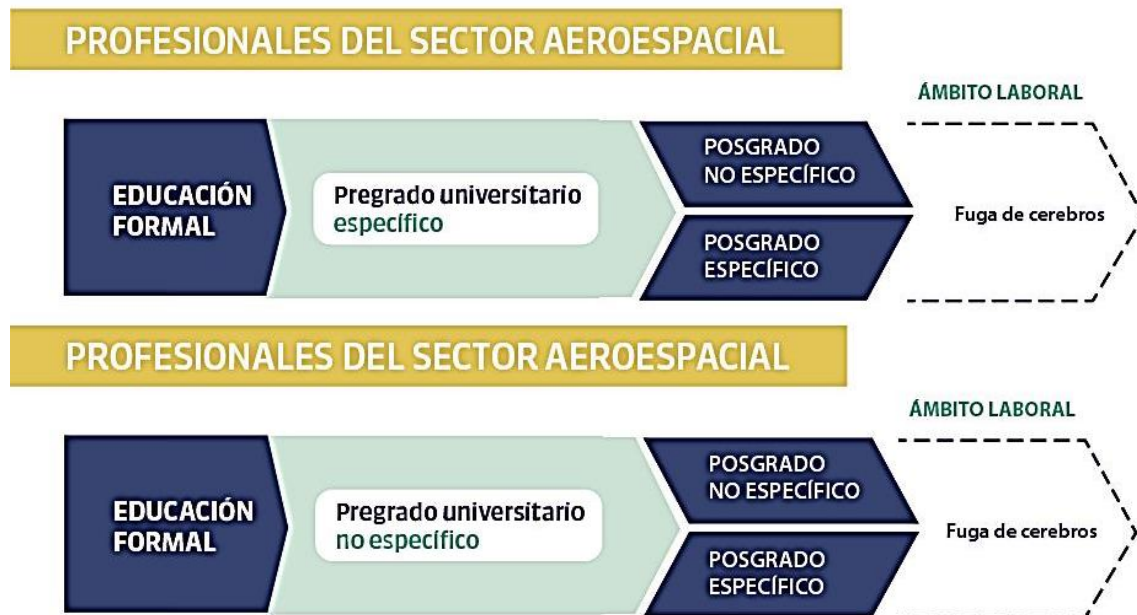 PROFESIONALES DEL SECTOR AEROESPACIAL
ÁMBITO LABORAL
EDUCACIÓN
FORMAL
Pregrado universitario
específico
POSGRADO
NO ESPECÍFICO
POSGRADO
ESPECÍFICO
Fuga de cerebros
PROFESIONALES DEL SECTOR AEROESPACIAL
ÁMBITO LABORAL
EDUCACIÓN
FORMAL
Pregrado universitario
no específico
POSGRADO
NO ESPECÍFICO
POSGRADO
ESPECÍFICO
Fuga de cerebros